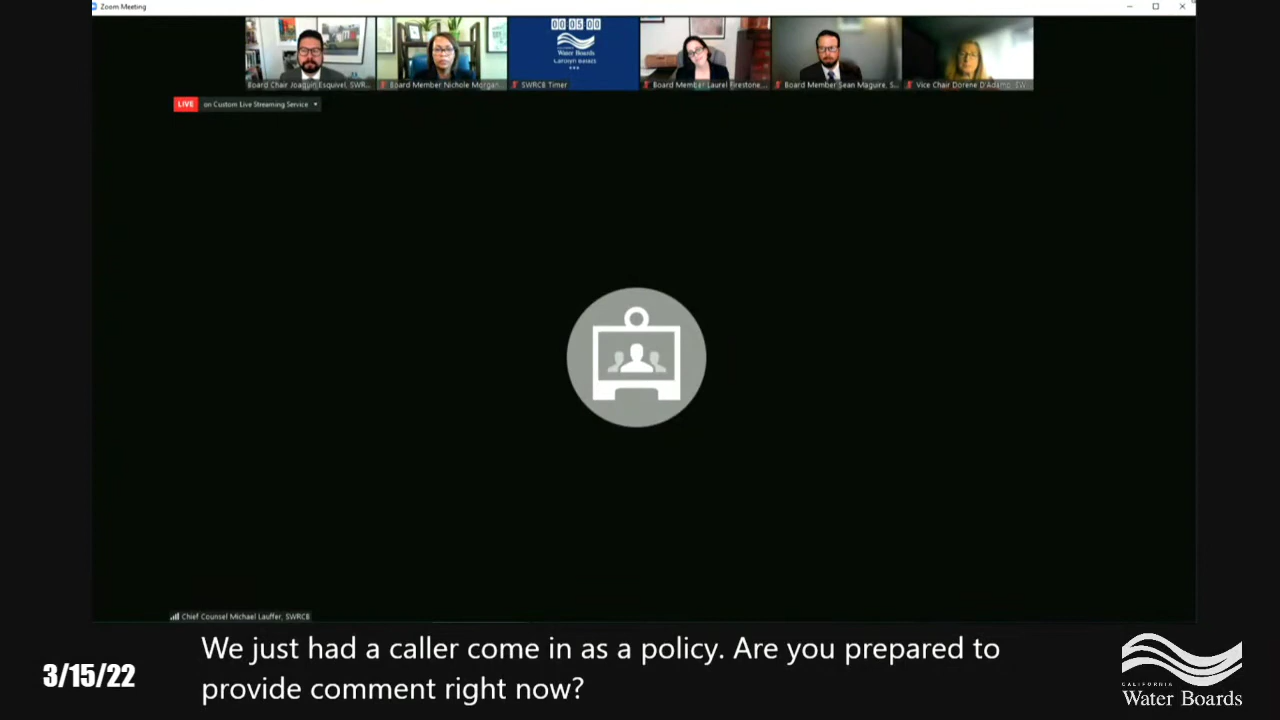 Zoom Meeting
00:05:00
CALIFORNIA
Water Boards
Board Chair Joaquin Esquivel, SWR...
Board Member Nichole Morgan
SWRCB Timer
Board Member Laurel Firestone...
Board Member Sean Maguire, S...
Vice Chair Dorene D'Adamo, SW
LIVE on Custom Live Streaming Service
Chief Counsel Michael Lauffer, SWRCB
We just had a caller come in as a policy. Are you prepared to
provide comment right now?
3/15/22
CALIFORNIA
Water Boards